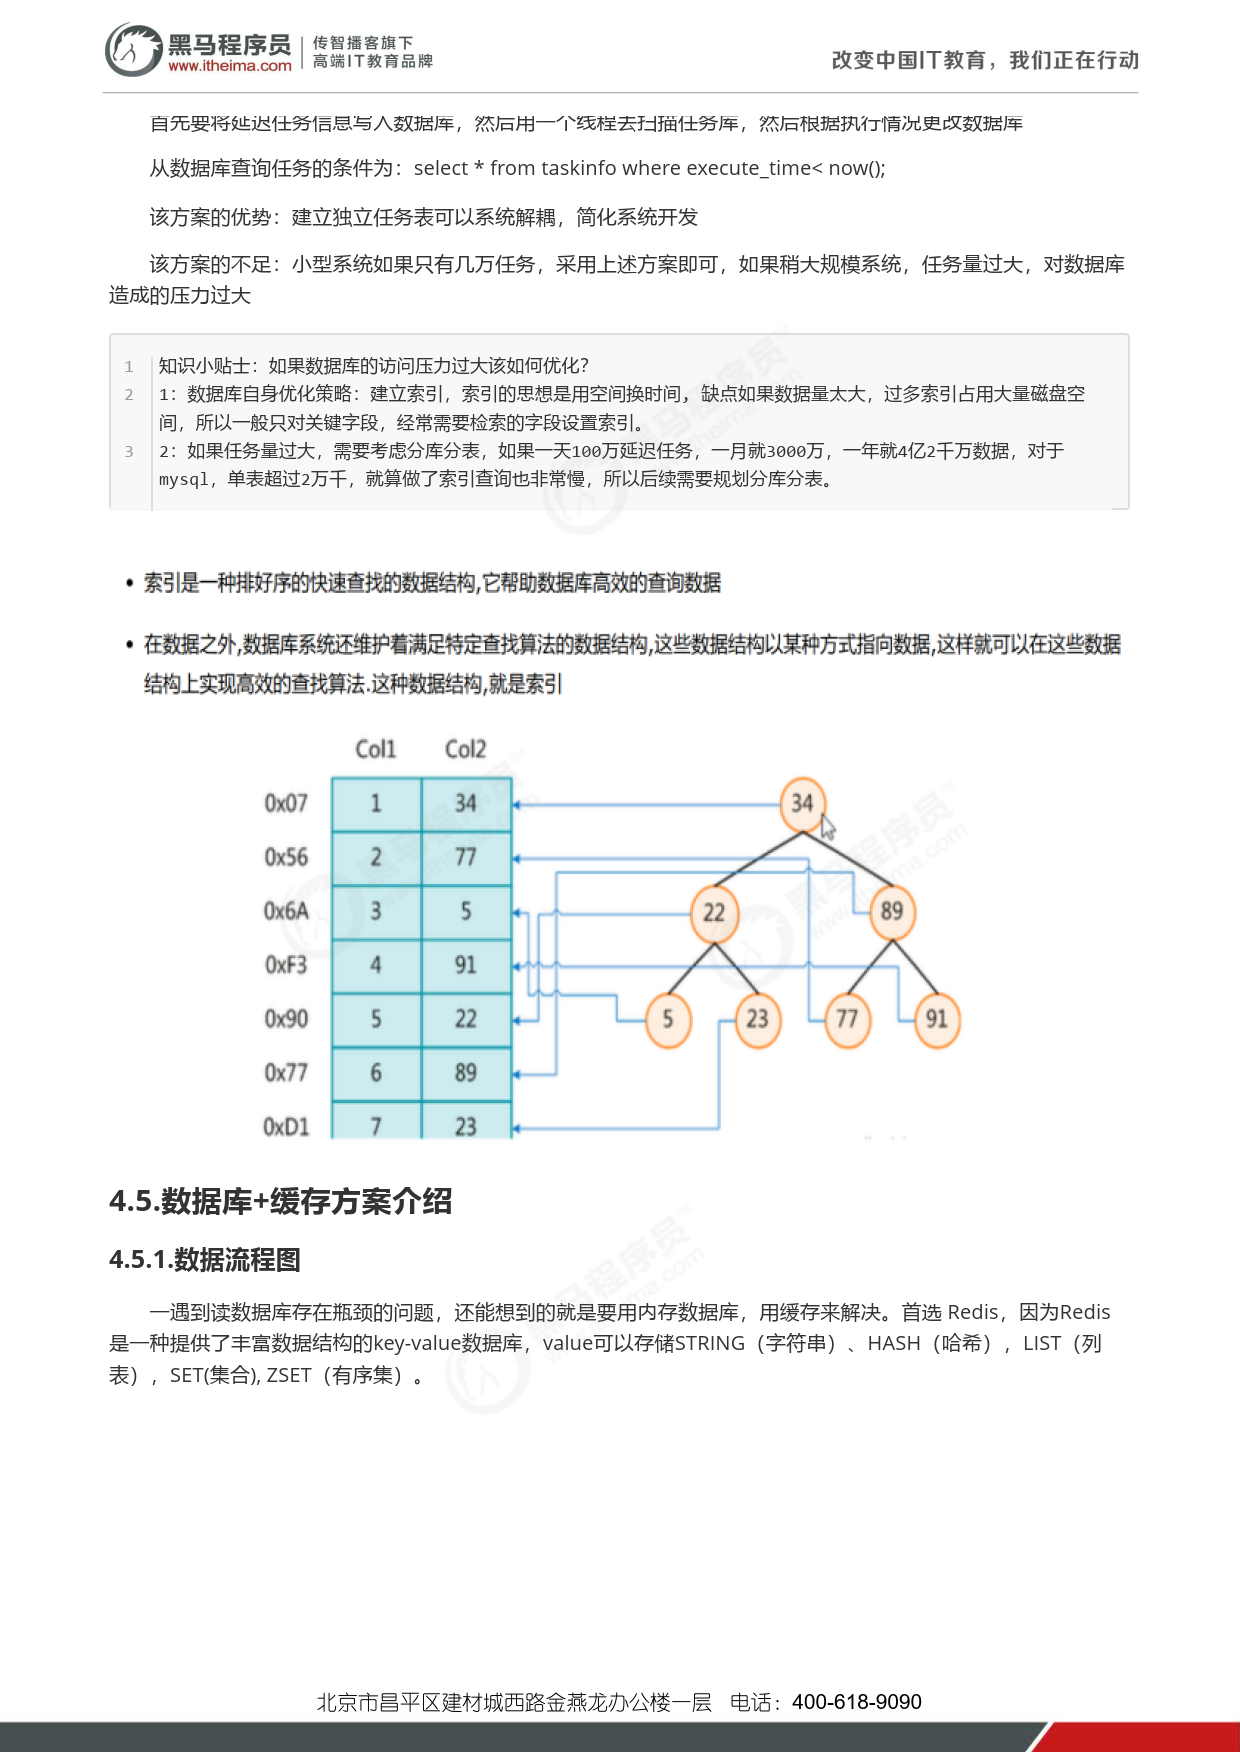 黑马程序员
www.itheima.com
传智播客旗下
高端IT教育品牌
改变中国IT教育，我们正在行动
首先要将延迟任务信息写入数据库，然后用一个线程去扫描任务库，然后根据执行情况更改数据库
从数据库查询任务的条件为：select * from taskinfo where execute_time< now();
该方案的优势：建立独立任务表可以系统解耦，简化系统开发
该方案的不足：小型系统如果只有几万任务，采用上述方案即可，如果稍大规模系统，任务量过大，对数据库
造成的压力过大
1 知识小贴士：如果数据库的访问压力过大该如何优化？
2 1：数据库自身优化策略：建立索引，索引的思想是用空间换时间，缺点如果数据量太大，过多索引占用大量磁盘空
间，所以一般只对关键字段，经常需要检索的字段设置索引。
3 2：如果任务量过大，需要考虑分库分表，如果一天100万延迟任务，一月就3000万，一年就4亿2千万数据，对于
mysql，单表超过2万千，就算做了索引查询也非常慢，所以后续需要规划分库分表。
• 索引是一种排好序的快速查找的数据结构,它帮助数据库高效的查询数据
• 在数据之外,数据库系统还维护着满足特定查找算法的数据结构,这些数据结构以某种方式指向数据,这样就可以在这些数据
结构上实现高效的查找算法.这种数据结构,就是索引
Col1 Col2
0x07 1 34 34
0x56 2 77
0x6A 3 5 22 89
0xF3 4 91
0x90 5 22 5 23 77 91
0x77 6 89
0xD1 7 23
4.5.数据库+缓存方案介绍
4.5.1.数据流程图
一遇到读数据库存在瓶颈的问题，还能想到的就是要用内存数据库，用缓存来解决。首选 Redis，因为Redis
是一种提供了丰富数据结构的key-value数据库，value可以存储STRING（字符串）、HASH（哈希），LIST（列
表），SET(集合), ZSET（有序集）。
北京市昌平区建材城西路金燕龙办公楼一层 电话：400-618-9090